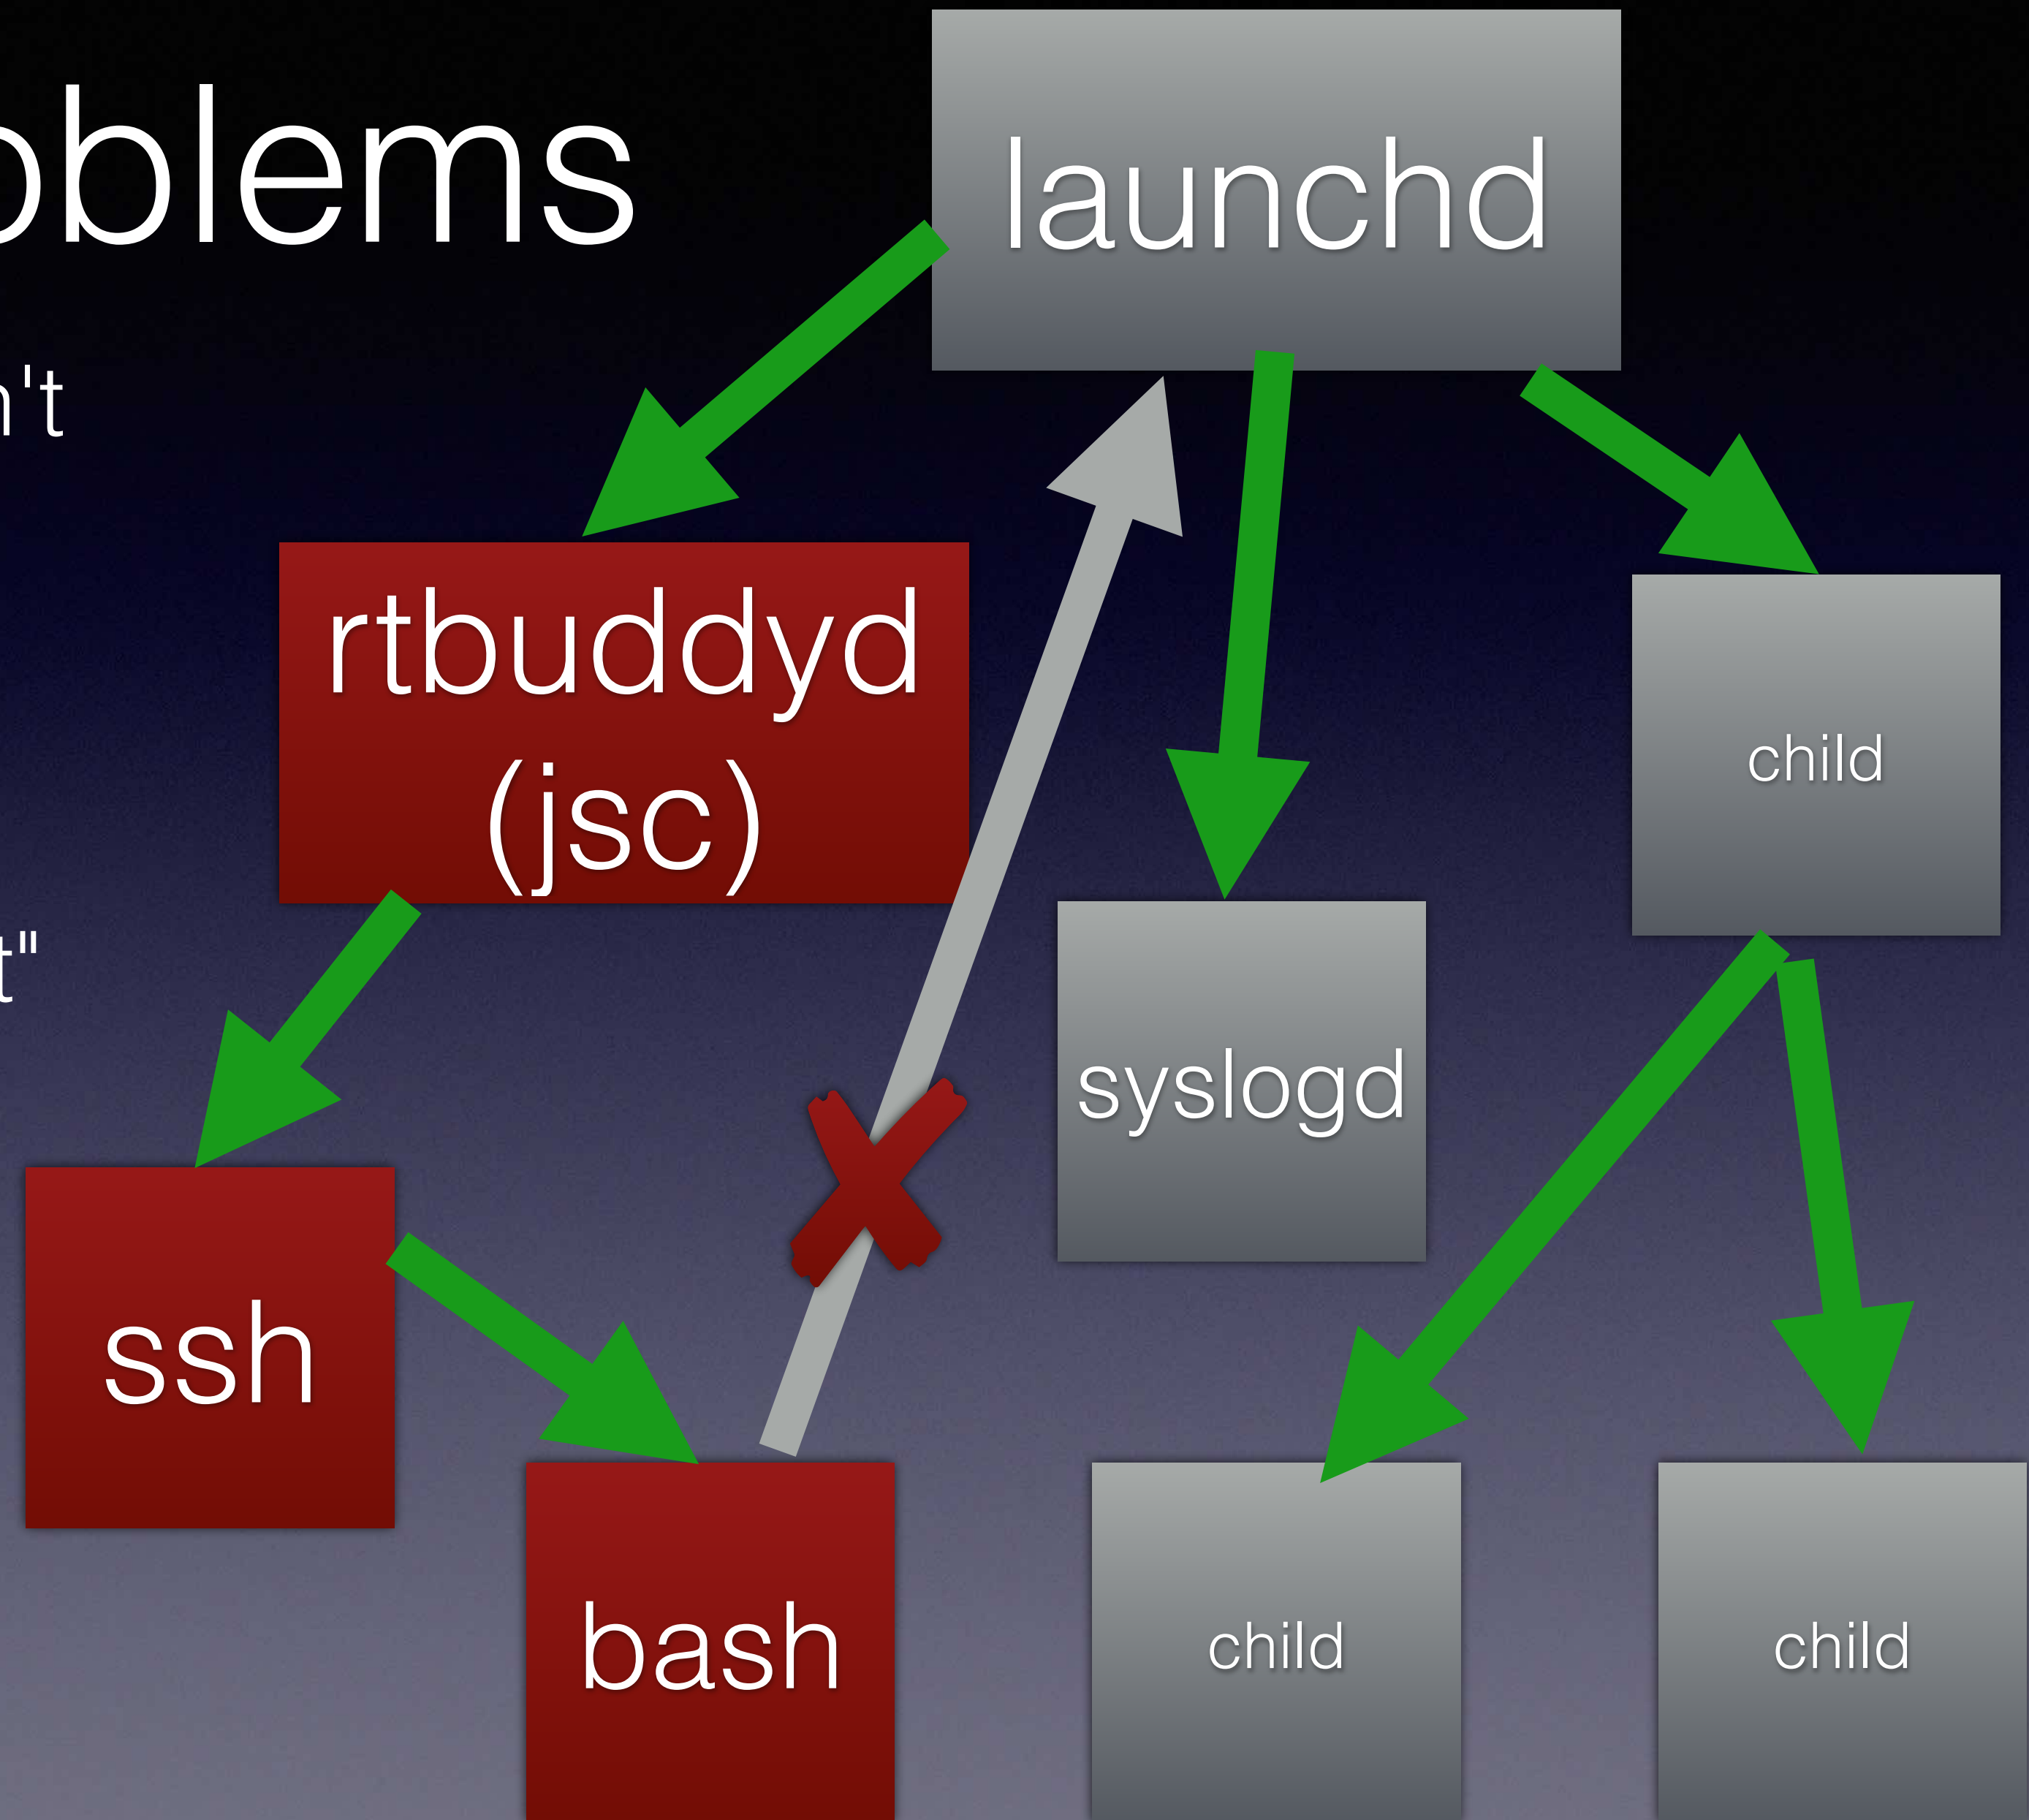 oblems
launchd
n't
rtbuddyd
(jsc)
child
t"
syslogd
ssh
bash
child
child